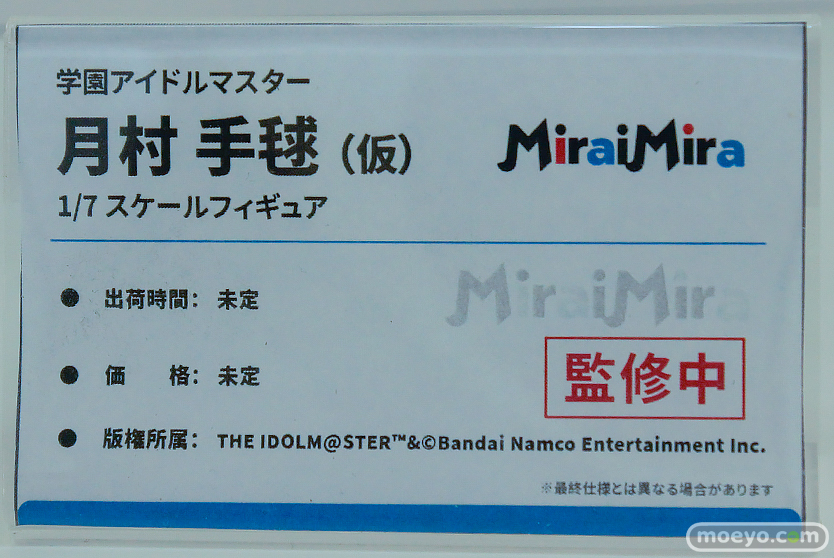 学園アイドルマスター
月村 手毬（仮）
1/7 スケールフィギュア
MiraiMira
● 出荷時間： 未定
MiraiMira
● 価　格： 未定
監修中
● 版権所属： THE IDOLM@STER™&©Bandai Namco Entertainment Inc.
※最終仕様とは異なる場合があります
moeyo.com